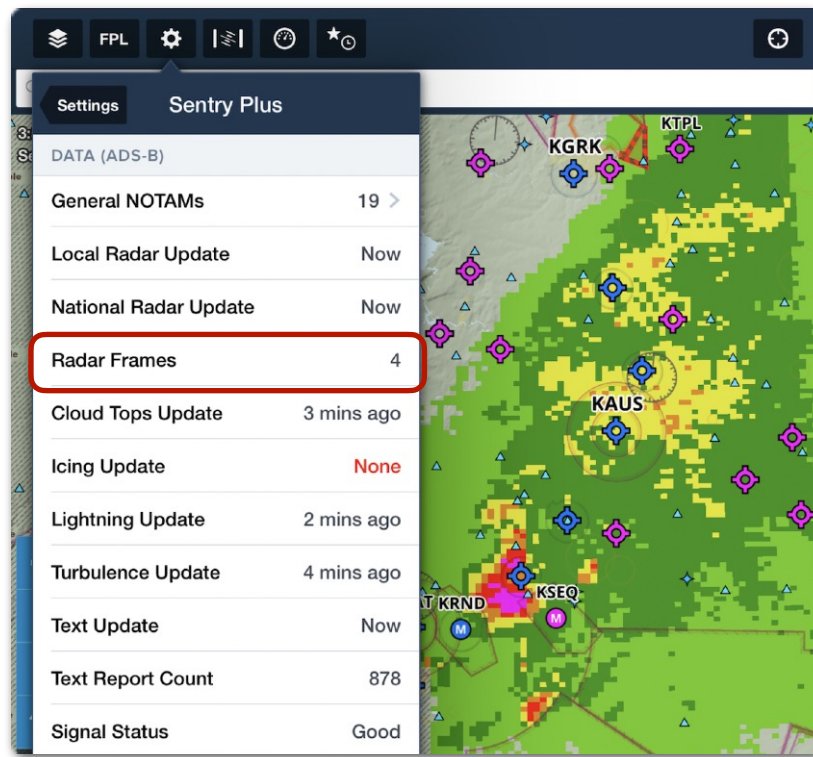 FPL
Settings
Sentry Plus
DATA (ADS-B)
General NOTAMs 19
Local Radar Update Now
National Radar Update Now
Radar Frames 4
Cloud Tops Update 3 mins ago
Icing Update None
Lightning Update 2 mins ago
Turbulence Update 4 mins ago
Text Update Now
Text Report Count 878
Signal Status Good
KTPL
KGRK
KAUS
KSEQ
KRND
M
M